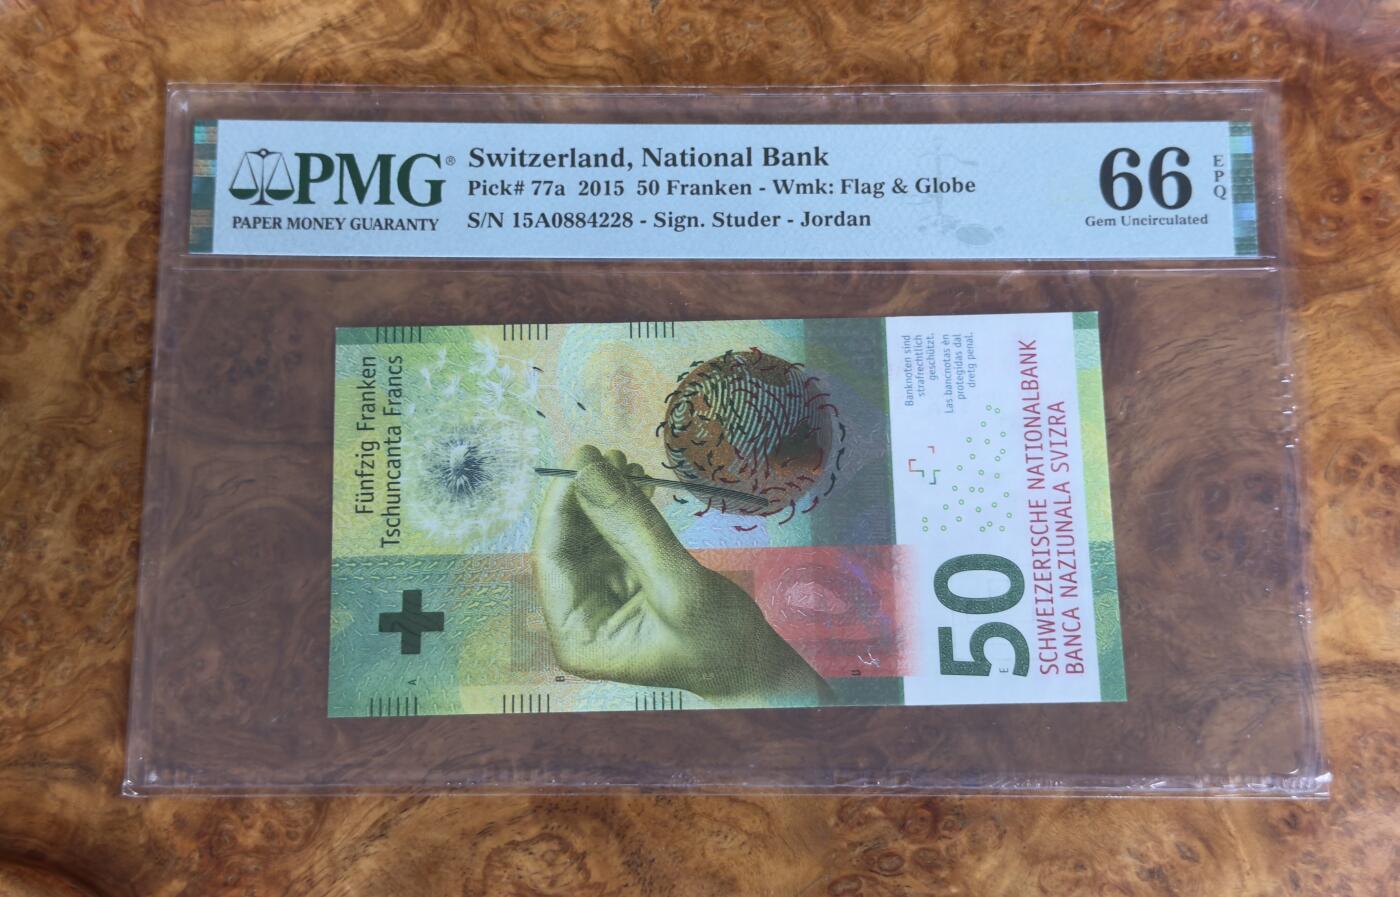 PMG®
PAPER MONEY GUARANTY
Switzerland, National Bank
Pick# 77a 2015 50 Franken - Wmk: Flag & Globe
S/N 15A0884228 - Sign. Studer - Jordan
66
EPQ
Gem Uncirculated
Fünfzig Franken
Tschuncanta Francs
Banknoten sind
strafrechtlich
geschützt.
Las bancnotas èn
protegidas dal
dretg penal.
50
SCHWEIZERISCHE NATIONALBANK
BANCA NAZIUNALA SVIZRA
A
B
U
E